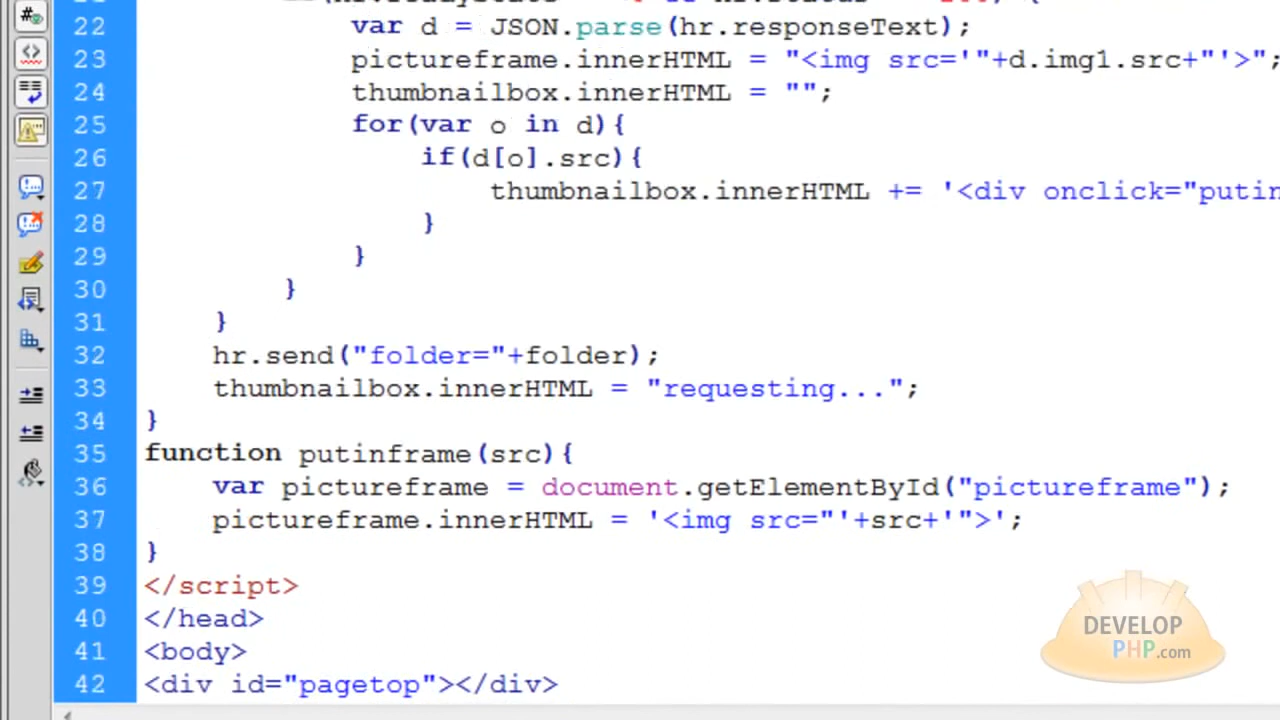 22 var d = JSON.parse(hr.responseText);
23 pictureframe.innerHTML = "<img src='"+d.img1.src+"'>";
24 thumbnailbox.innerHTML = "";
25 for(var o in d){
26 if(d[o].src){
27 thumbnailbox.innerHTML += '<div onclick="putin
28 }
29 }
30 }
31 }
32 hr.send("folder="+folder);
33 thumbnailbox.innerHTML = "requesting...";
34 }
35 function putinframe(src){
36 var pictureframe = document.getElementById("pictureframe");
37 pictureframe.innerHTML = '<img src="'+src+'">';
38 }
39 </script>
40 </head>
41 <body>
42 <div id="pagetop"></div>
DEVELOP
PHP.com